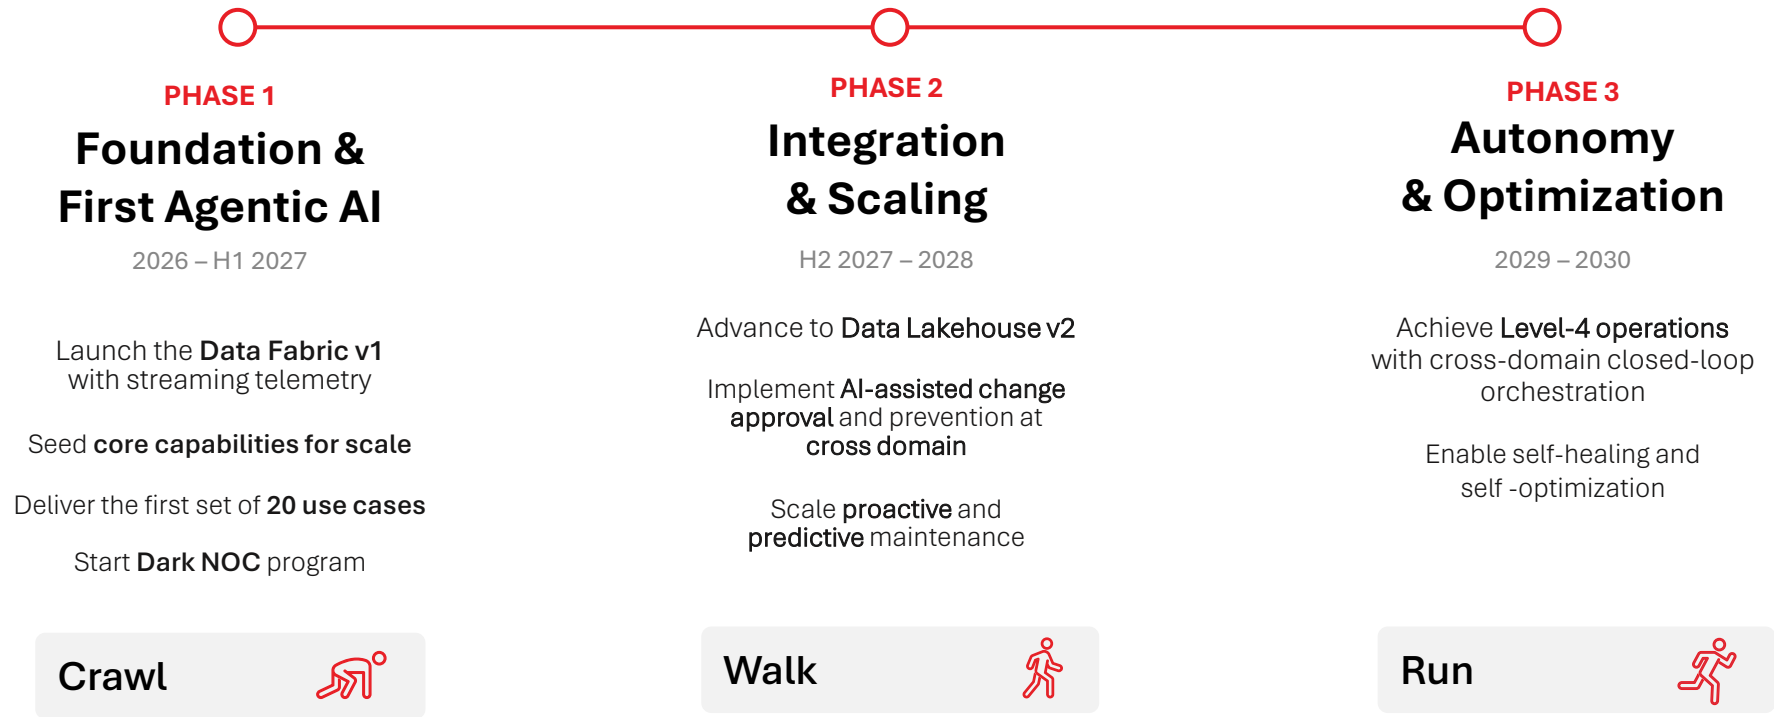 PHASE 1
Foundation &
First Agentic AI
2026 – H1 2027
Launch the Data Fabric v1
with streaming telemetry
Seed core capabilities for scale
Deliver the first set of 20 use cases
Start Dark NOC program
Crawl
PHASE 2
Integration
& Scaling
H2 2027 – 2028
Advance to Data Lakehouse v2
Implement AI-assisted change
approval and prevention at
cross domain
Scale proactive and
predictive maintenance
Walk
PHASE 3
Autonomy
& Optimization
2029 – 2030
Achieve Level-4 operations
with cross-domain closed-loop
orchestration
Enable self-healing and
self -optimization
Run